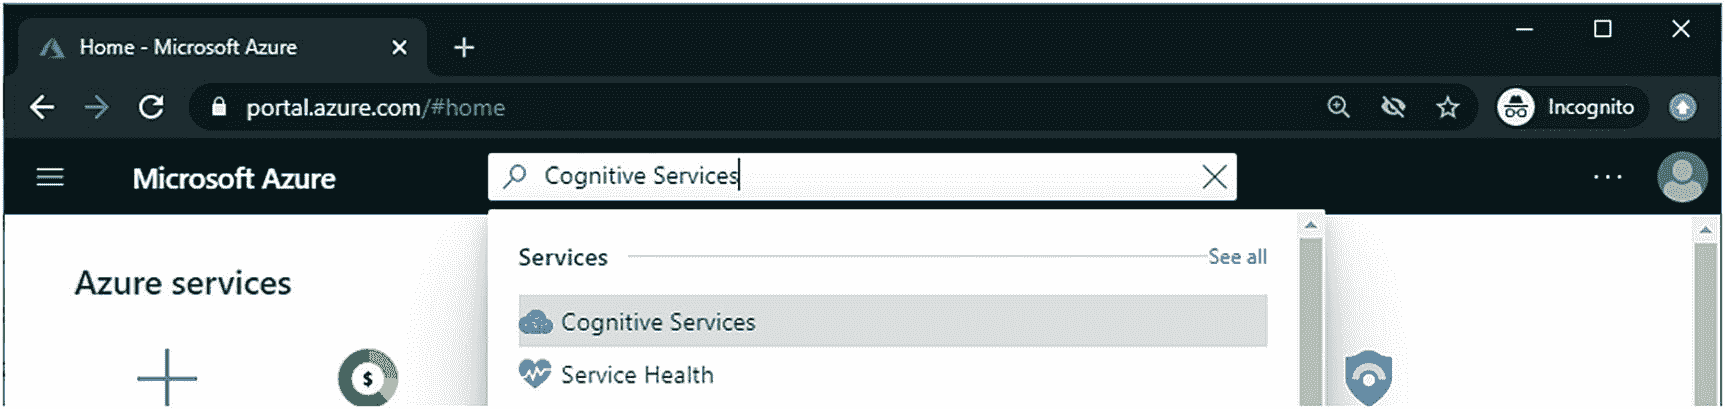 Home - Microsoft Azure
portal.azure.com/#home
Incognito
Microsoft Azure
Cognitive Services
Services
See all
Azure services
Cognitive Services
$
Service Health